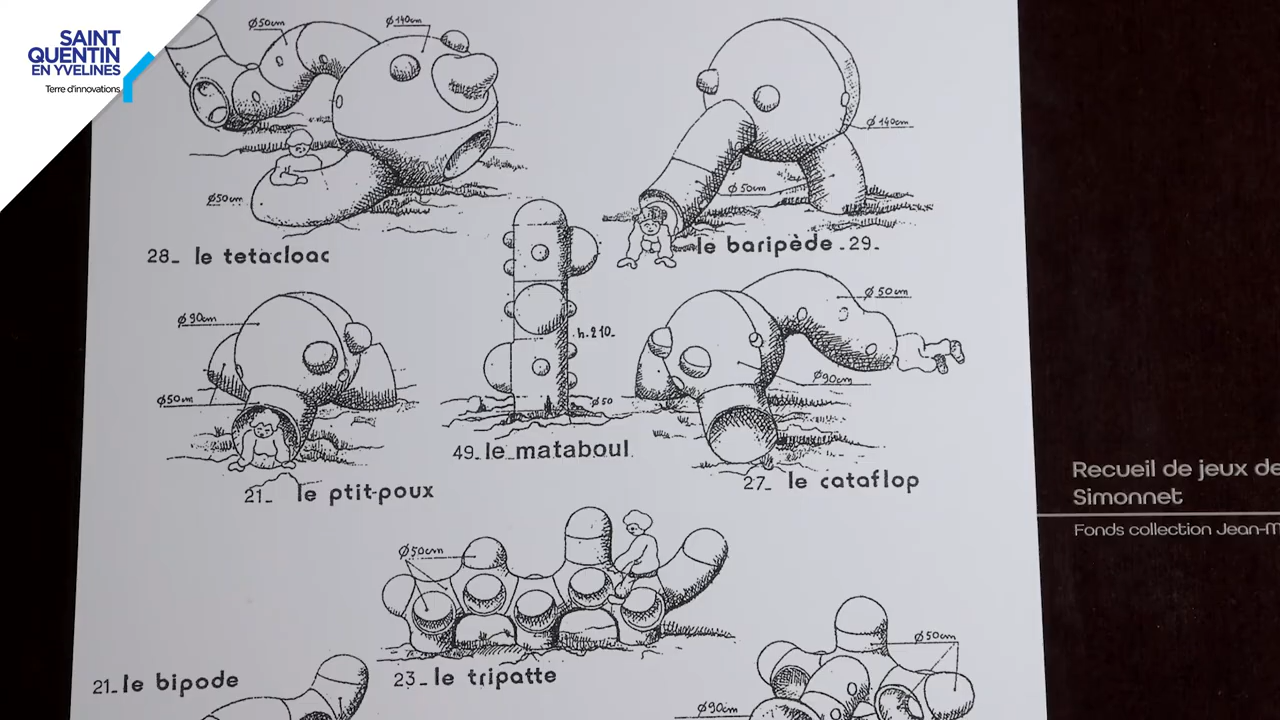 SAINT
QUENTIN
EN YVELINES
Terre d'innovations
Ø50cm
Ø140cm
Ø50cm
28_ le tetacloac
Ø140cm
Ø50cm
le baripède _29_
Ø90cm
Ø50cm
21_ le ptit-poux
h.210_
Ø50
49_le mataboul
Ø50cm
Ø90cm
27_ le cataflop
Ø50cm
23_ le tripatte
21_le bipode
Ø50cm
Ø90cm
Recueil de jeux de
Simonnet
Fonds collection Jean-M